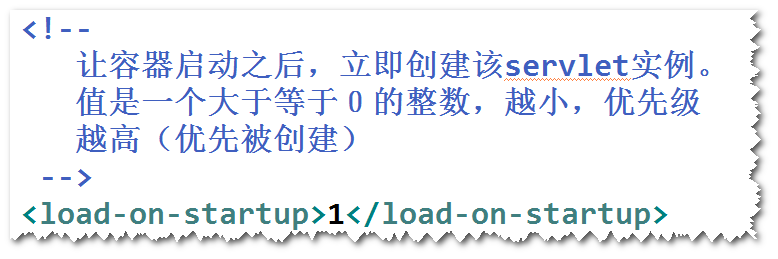 <!--
让容器启动之后，立即创建该servlet实例。
值是一个大于等于０的整数，越小，优先级
越高（优先被创建）
-->
<load-on-startup>1</load-on-startup>